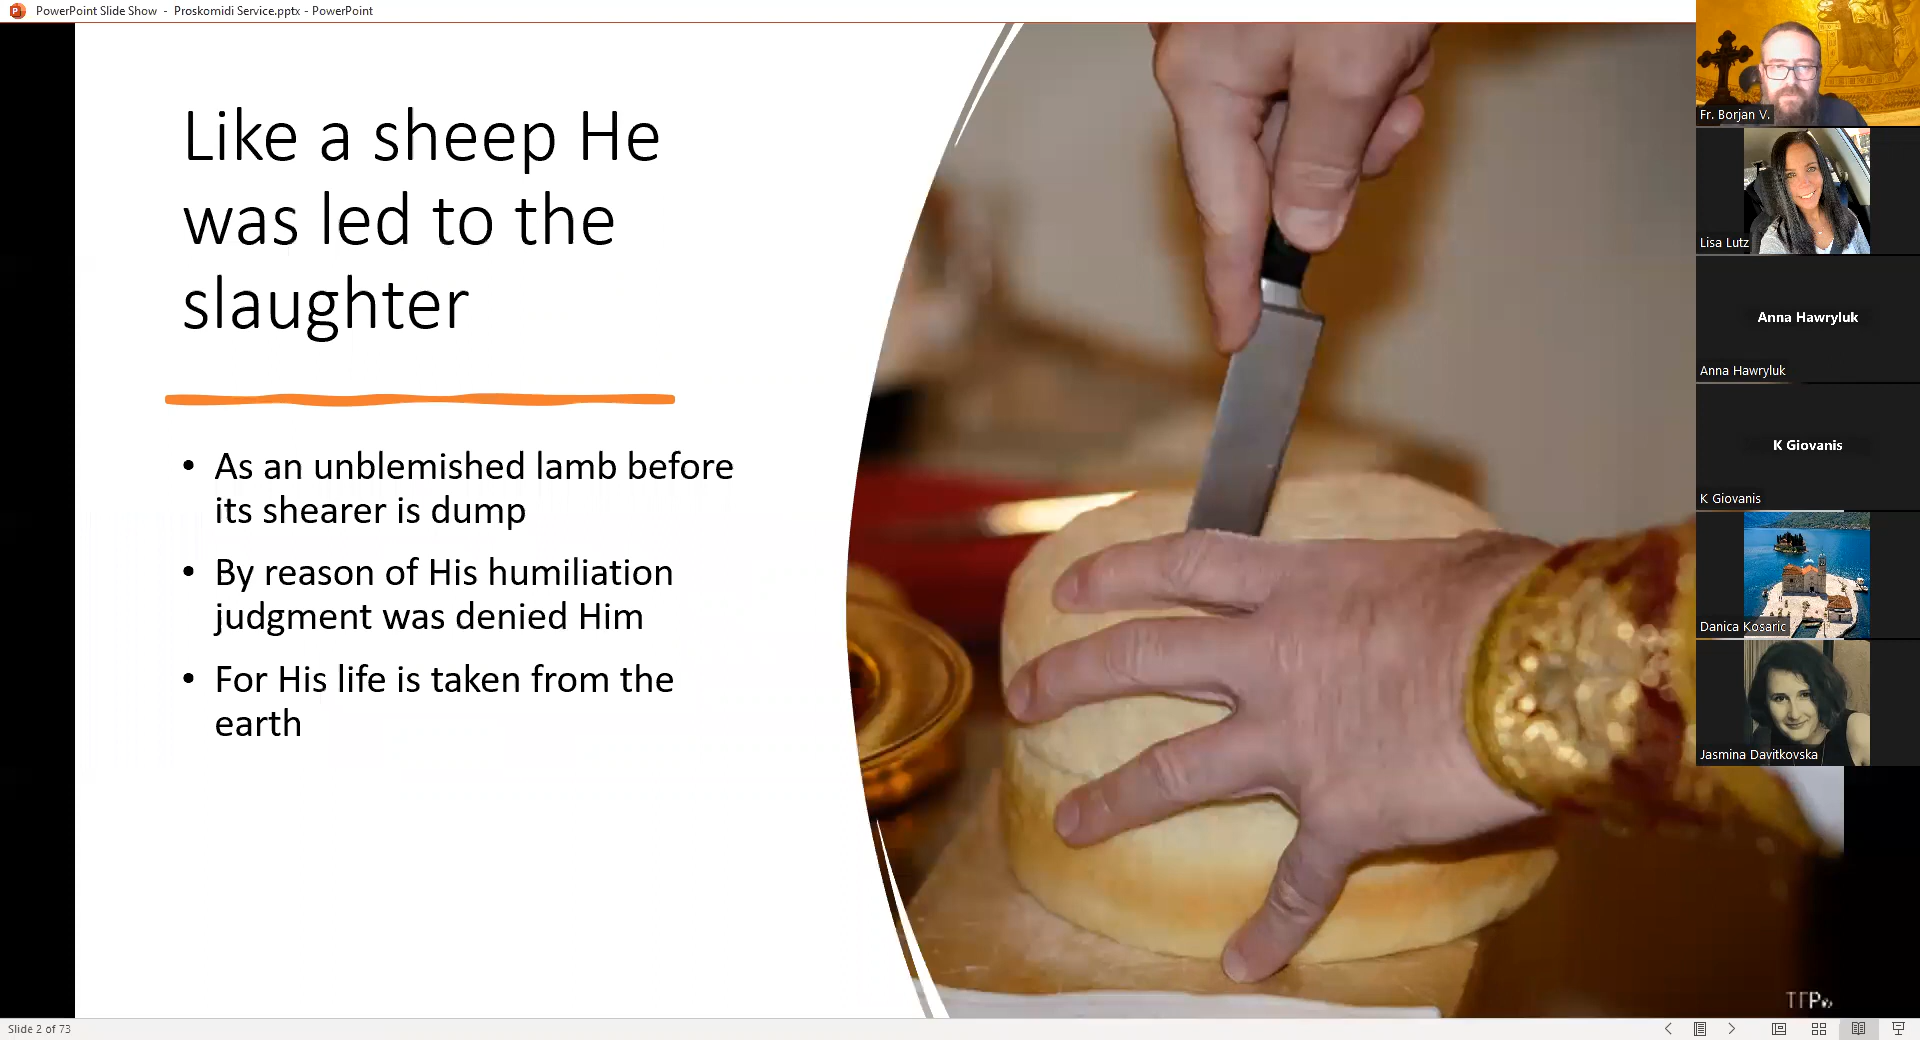 PowerPoint Slide Show - Proskomidi Service.pptx - PowerPoint
Like a sheep He
was led to the
slaughter
• As an unblemished lamb before
its shearer is dump
• By reason of His humiliation
judgment was denied Him
• For His life is taken from the
earth
Fr. Borjan V.
Lisa Lutz
Anna Hawryluk
Anna Hawryluk
K Giovanis
K Giovanis
Danica Kosaric
Jasmina Davitkovska
Slide 2 of 73